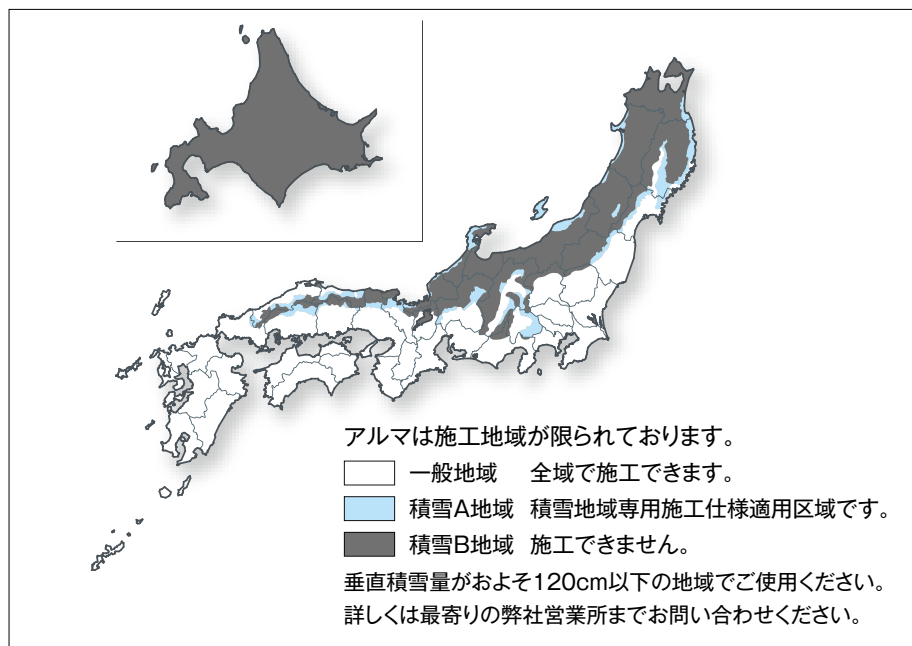 アルマは施工地域が限られております。
一般地域 全域で施工できます。
積雪A地域 積雪地域専用施工仕様適用区域です。
積雪B地域 施工できません。
垂直積雪量がおよそ120cm以下の地域でご使用ください。
詳しくは最寄りの弊社営業所までお問い合わせください。